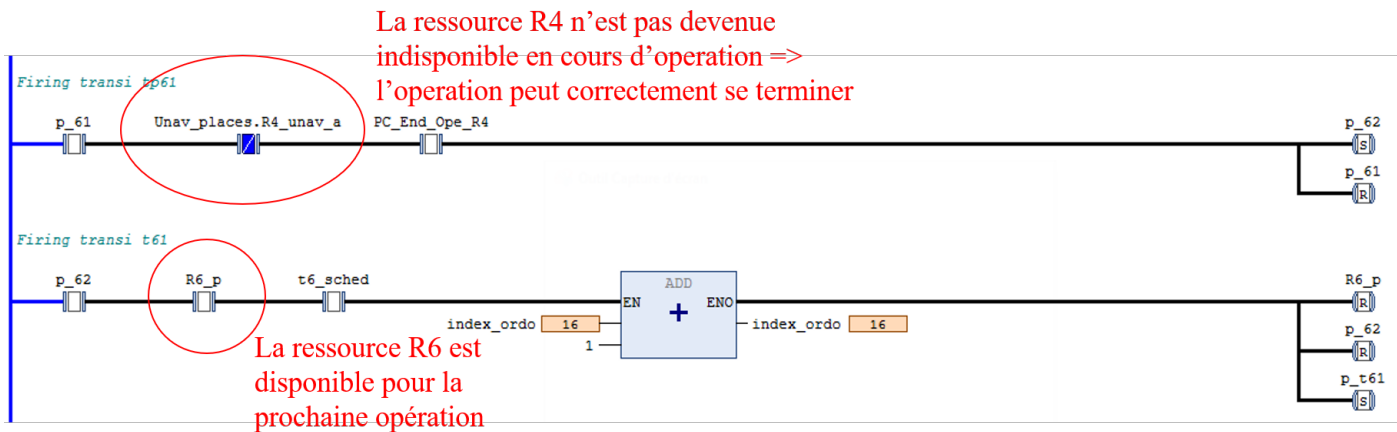 La ressource R4 n’est pas devenue
indisponible en cours d’operation =>
l’operation peut correctement se terminer
Firing transi tp61
p_61 Unav_places.R4_unav_a PC_End_Ope_R4 p_62
S
p_61
R
Firing transi t61
p_62 R6_p t6_sched ADD R6_p
EN + ENO R
index_ordo 16 index_ordo 16
p_62
1 R
La ressource R6 est
disponible pour la
prochaine opération
p_t61
S